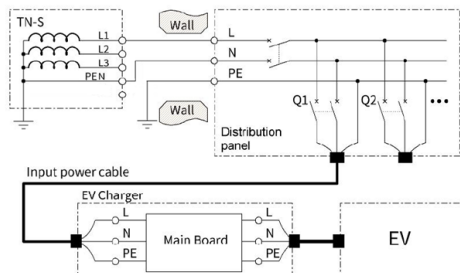 TN-S
L1
L2
L3
PEN
Wall
Wall
L
N
PE
Q1
Q2
Distribution
panel
Input power cable
EV Charger
L
N
PE
Main Board
L
N
PE
EV